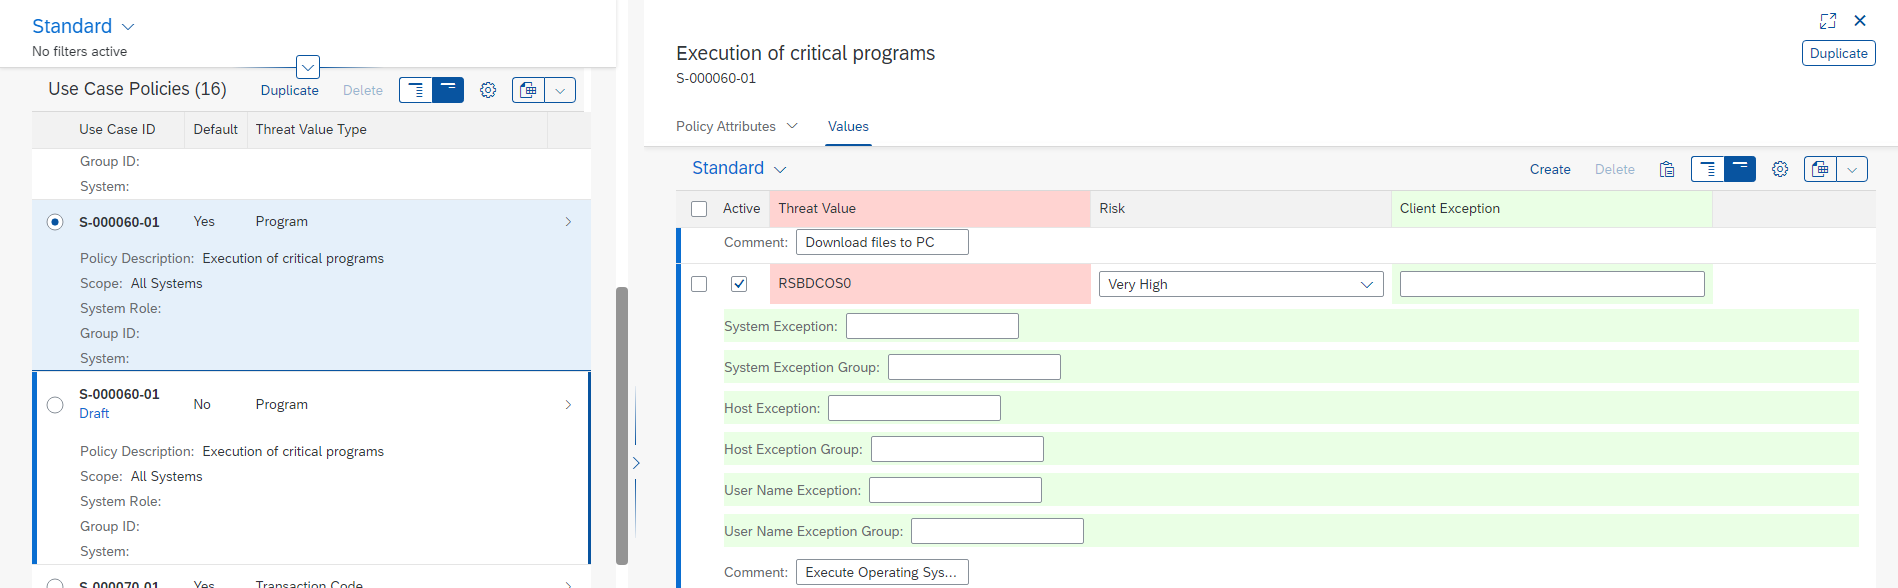 Standard
No filters active
Use Case Policies (16)
Duplicate
Delete
Use Case ID
Default
Threat Value Type
Group ID:
System:
S-000060-01
Yes
Program
Policy Description: Execution of critical programs
Scope: All Systems
System Role:
Group ID:
System:
S-000060-01
Draft
No
Program
Policy Description: Execution of critical programs
Scope: All Systems
System Role:
Group ID:
System:
S-000070-01
Yes
Transaction Code
Execution of critical programs
S-000060-01
Duplicate
Policy Attributes
Values
Standard
Create
Delete
Active
Threat Value
Risk
Client Exception
Comment: Download files to PC
RSBDCOS0
Very High
System Exception:
System Exception Group:
Host Exception:
Host Exception Group:
User Name Exception:
User Name Exception Group:
Comment: Execute Operating Sys...